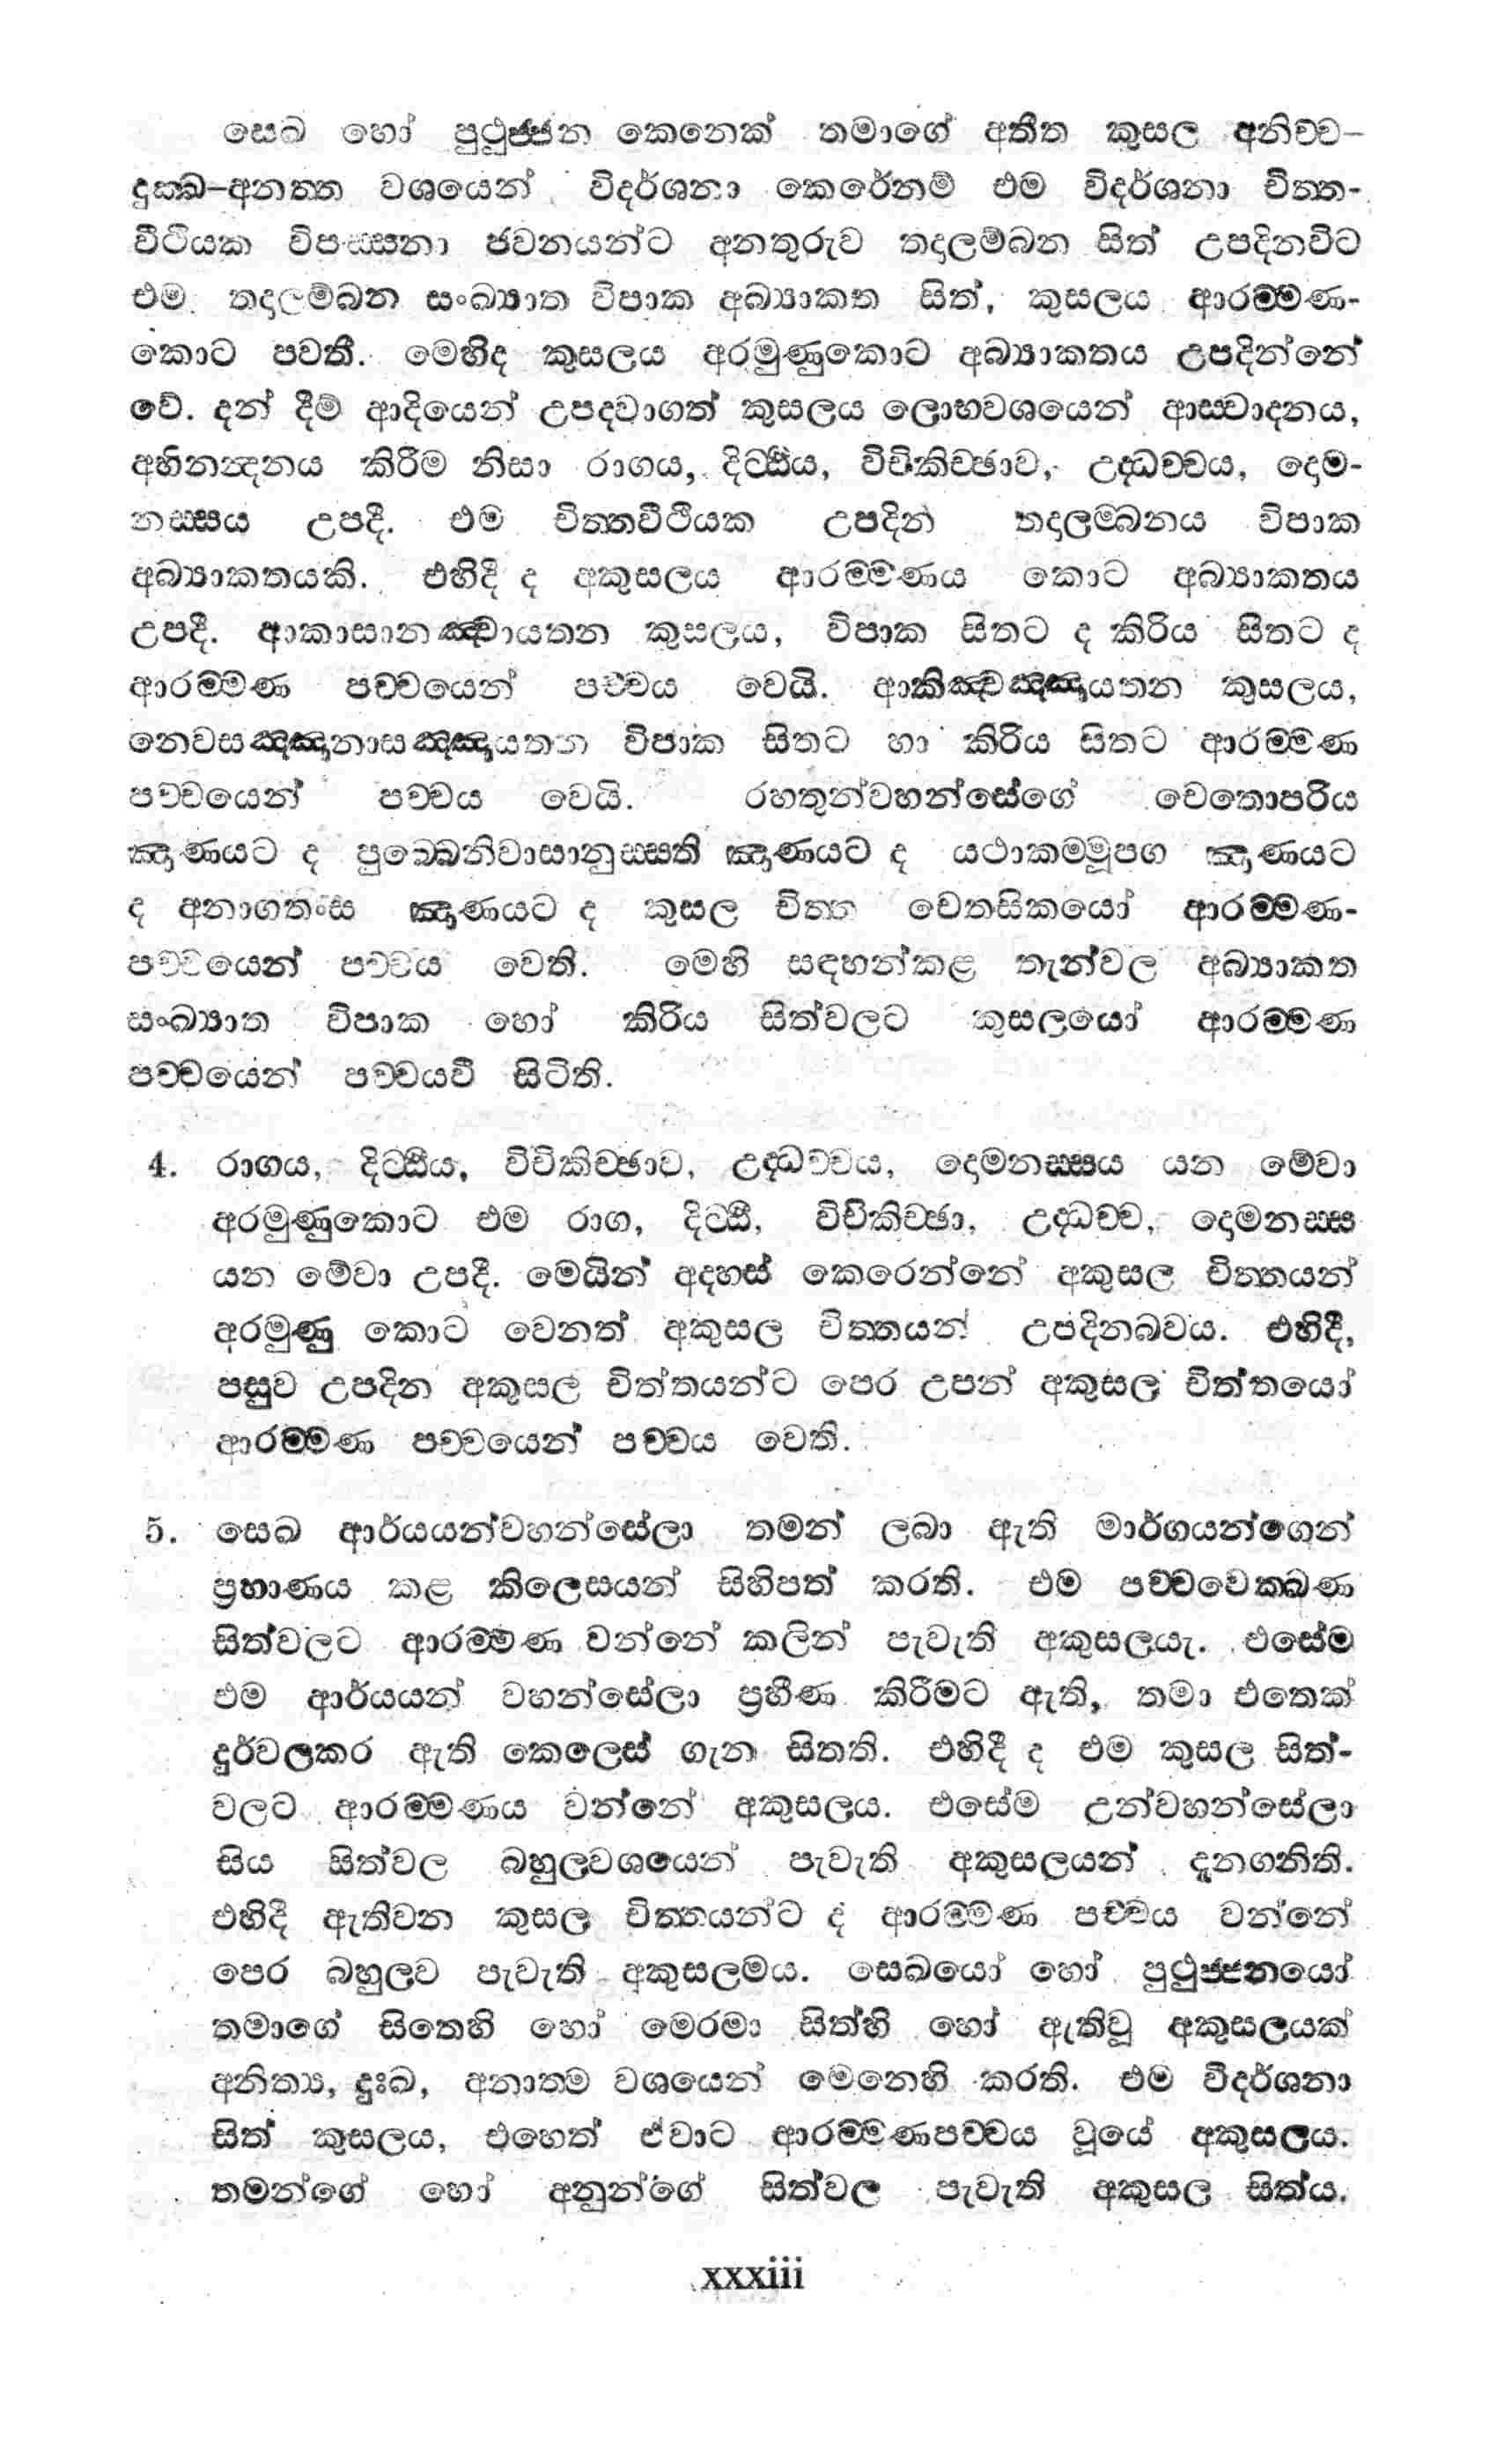 සෙඛ හෝ පුථුජ්ජන කෙනෙක් තමාගේ අතීත කුසල අනිච්ච–
දුක්ඛ–අනත්ත වශයෙන් විදර්ශනා කෙරේනම් එම විදර්ශනා චිත්ත-
වීථියක විපස්සනා ජවනයන්ට අනතුරුව තදාලම්බන සිත් උපදිනවිට
එම තදාලම්බන සංඛ්‍යාත විපාක අබ්‍යාකත සිත්, කුසලය ආරම්මණ-
කොට පවතී. මෙහිද කුසලය අරමුණුකොට අබ්‍යාකතය උපදින්නේ
වේ. දන් දීම් ආදියෙන් උපදවාගත් කුසලය ලොභවශයෙන් ආස්වාදනය,
අභිනන්දනය කිරීම නිසා රාගය, දිට්ඨිය, විචිකිච්ඡාව, උද්ධච්චය, දොම-
නස්සය උපදී. එම චිත්තවීථියක උපදින තදාලම්බනය විපාක
අබ්‍යාකතයකි. එහිදී ද අකුසලය ආරම්මණය කොට අබ්‍යාකතය
උපදී. ආකාසානඤ්චායතන කුසලය, විපාක සිතට ද කිරිය සිතට ද
ආරම්මණ පච්චයෙන් පච්චය වෙයි. ආකිඤ්චඤ්ඤායතන කුසලය,
නෙවසඤ්ඤානාසඤ්ඤායතන විපාක සිතට හා කිරිය සිතට ආරම්මණ
පච්චයෙන් පච්චය වෙයි. රහතුන්වහන්සේගේ චෙතොපරිය
ඤාණයට ද පුබ්බෙනිවාසානුස්සති ඤාණයට ද යථාකම්මූපග ඤාණයට
ද අනාගතංස ඤාණයට ද කුසල චිත්ත චෙතසිකයෝ ආරම්මණ-
පච්චයෙන් පච්චය වෙති. මෙහි සඳහන්කළ තැන්වල අබ්‍යාකත
සංඛ්‍යාත විපාක හෝ කිරිය සිත්වලට කුසලයෝ ආරම්මණ
පච්චයෙන් පච්චයවී සිටිති.
4. රාගය, දිට්ඨිය, විචිකිච්ඡාව, උද්ධච්චය, දොමනස්සය යන මේවා
අරමුණුකොට එම රාග, දිට්ඨි, විචිකිච්ඡා, උද්ධච්ච, දොමනස්ස
යන මේවා උපදී. මෙයින් අදහස් කෙරෙන්නේ අකුසල චිත්තයන්
අරමුණු කොට වෙනත් අකුසල චිත්තයන් උපදිනබවය. එහිදී,
පසුව උපදින අකුසල චිත්තයන්ට පෙර උපන් අකුසල චිත්තයෝ
ආරම්මණ පච්චයෙන් පච්චය වෙති.
5. සෙඛ ආර්යයන්වහන්සේලා තමන් ලබා ඇති මාර්ගයන්ගෙන්
ප්‍රහාණය කළ කිලෙසයන් සිහිපත් කරති. එම පච්චවෙක්ඛණ
සිත්වලට ආරම්මණ වන්නේ කලින් පැවැති අකුසලයැ. එසේම
එම ආර්යයන් වහන්සේලා ප්‍රහීණ කිරීමට ඇති, තමා එතෙක්
දුර්වලකර ඇති කෙලෙස් ගැන සිතති. එහිදී ද එම කුසල සිත්-
වලට ආරම්මණය වන්නේ අකුසලය. එසේම උන්වහන්සේලා
සිය සිත්වල බහුලවශයෙන් පැවැති අකුසලයන් දැනගනිති.
එහිදී ඇතිවන කුසල චිත්තයන්ට ද ආරම්මණ පච්චය වන්නේ
පෙර බහුලව පැවැති අකුසලමය. සෙඛයෝ හෝ පුථුජ්ජනයෝ
තමාගේ සිතෙහි හෝ මෙරමා සිත්හි හෝ ඇතිවූ අකුසලයක්
අනිත්‍ය, දුඃඛ, අනාත්ම වශයෙන් මෙනෙහි කරති. එම විදර්ශනා
සිත් කුසලය, එහෙත් ඒවාට ආරම්මණපච්චය වූයේ අකුසලය.
තමන්ගේ හෝ අනුන්ගේ සිත්වල පැවැති අකුසල සිත්ය.
xxxiii